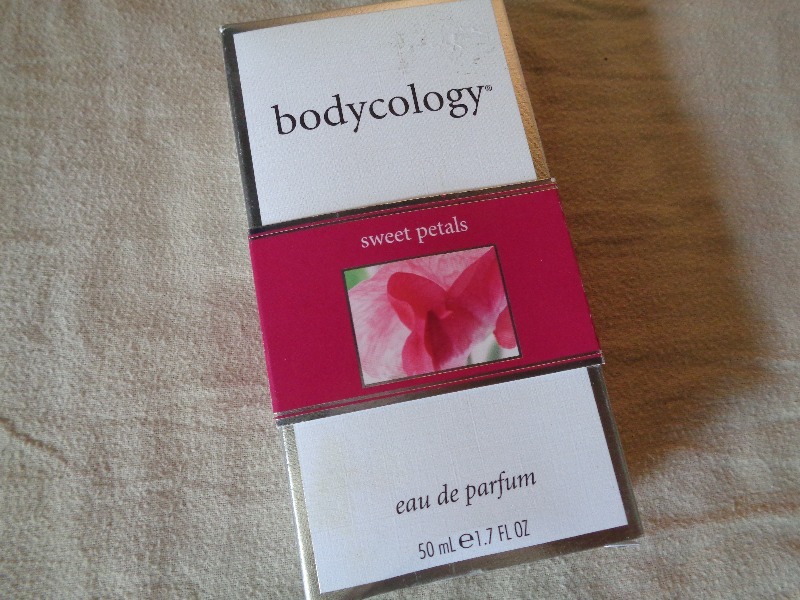 bodycology®
sweet petals
eau de parfum
50 mL ℮1.7 FL OZ